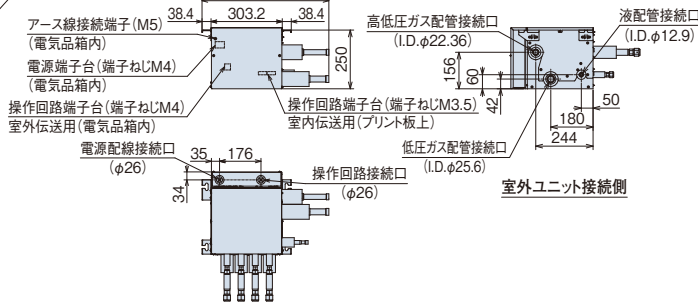 38.4 303.2 38.4
アース線接続端子(M5)
(電気品箱内)
電源端子台(端子ねじM4)
(電気品箱内)
操作回路端子台(端子ねじM4)
室外伝送用(電気品箱内)
250
操作回路端子台(端子ねじM3.5)
室内伝送用(プリント板上)
高低圧ガス配管接続口
(I.D.φ22.36)
液配管接続口
(I.D.φ12.9)
156
60
42
50
180
244
低圧ガス配管接続口
(I.D.φ25.6)
室外ユニット接続側
電源配線接続口
(φ26)
35 176
34
操作回路接続口
(φ26)